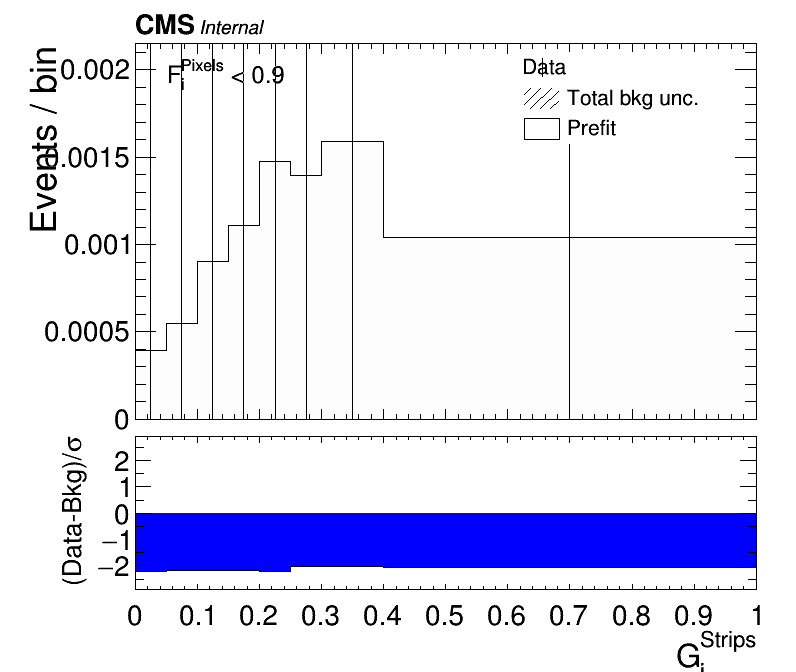 CMS Internal
F_i^Pixels < 0.9
Data
Total bkg unc.
Prefit
Events / bin
0.002
0.0015
0.001
0.0005
0
(Data-Bkg)/σ
2
1
0
−1
−2
0 0.1 0.2 0.3 0.4 0.5 0.6 0.7 0.8 0.9 1
G_i^Strips